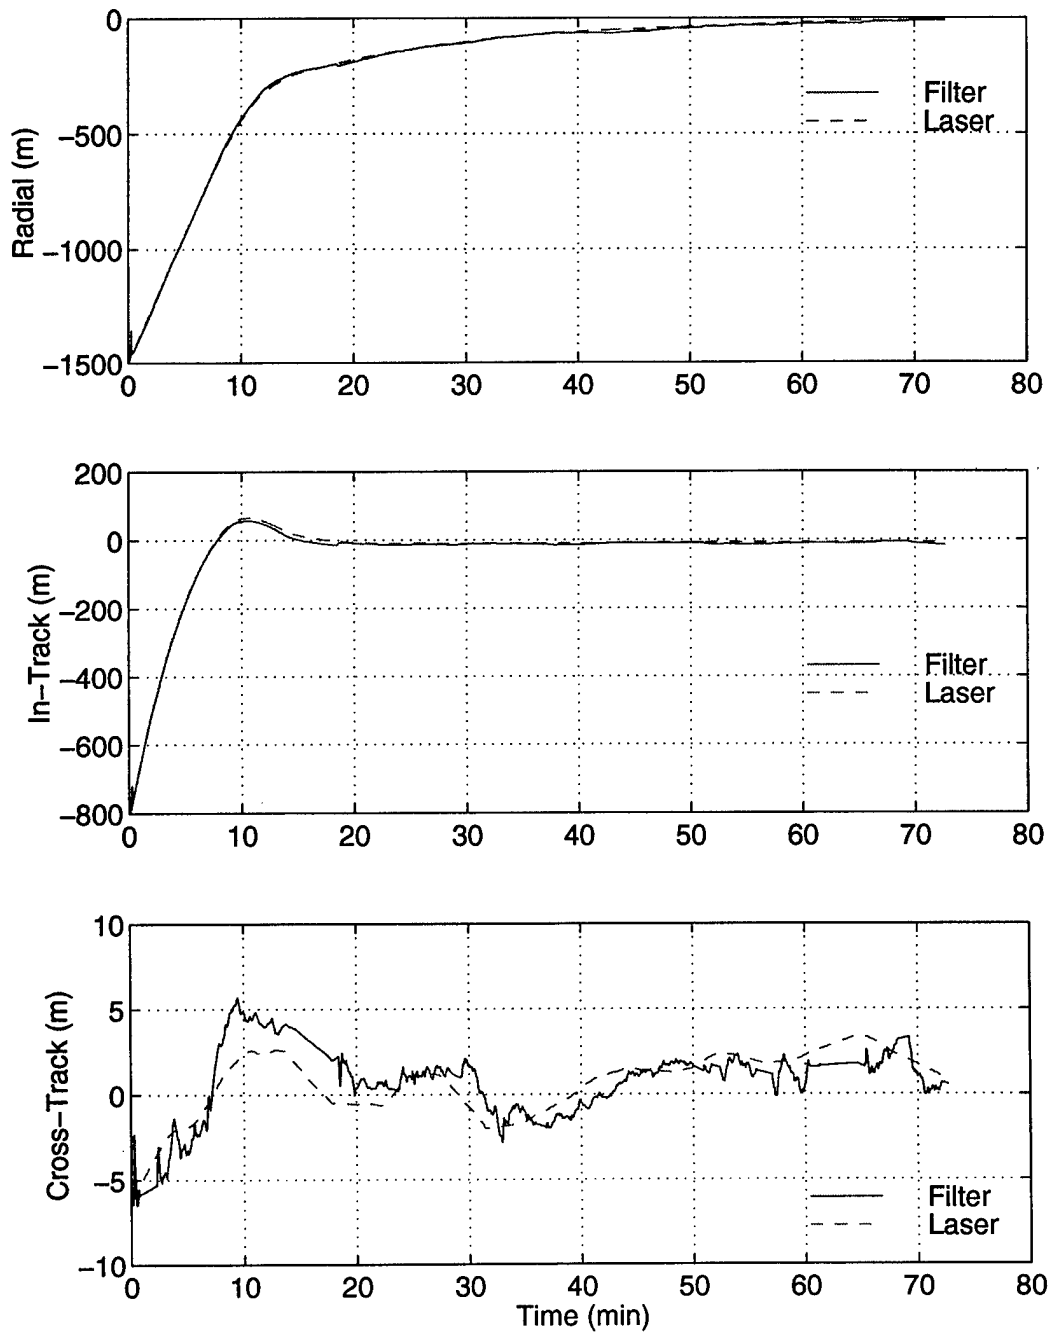 0
Filter
−500
Laser
Radial (m)
−1000
−1500
0 10 20 30 40 50 60 70 80
200
0
−200
In−Track (m)
Filter
−400
Laser
−600
−800
0 10 20 30 40 50 60 70 80
10
5
Cross−Track (m)
0
−5
Filter
Laser
−10
0 10 20 30 40 50 60 70 80
Time (min)